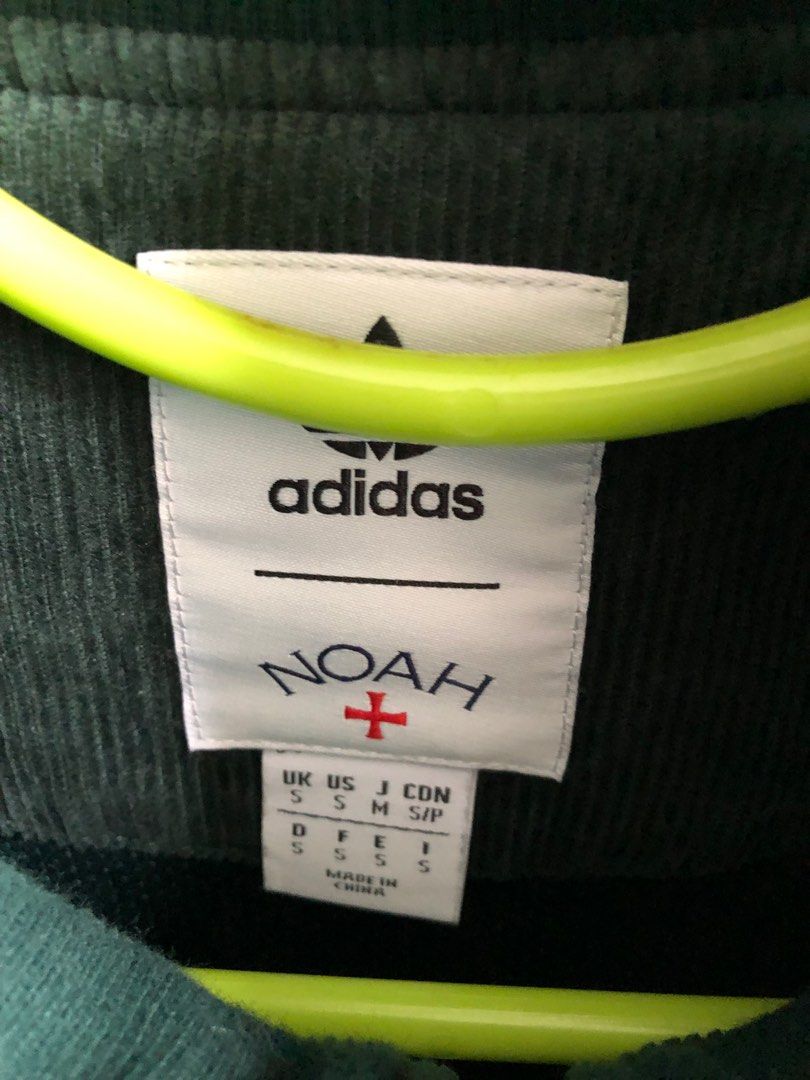 adidas
NOAH
UK US J CDN
S S M S/P
D F E I
S S S S
MADE IN
CHINA